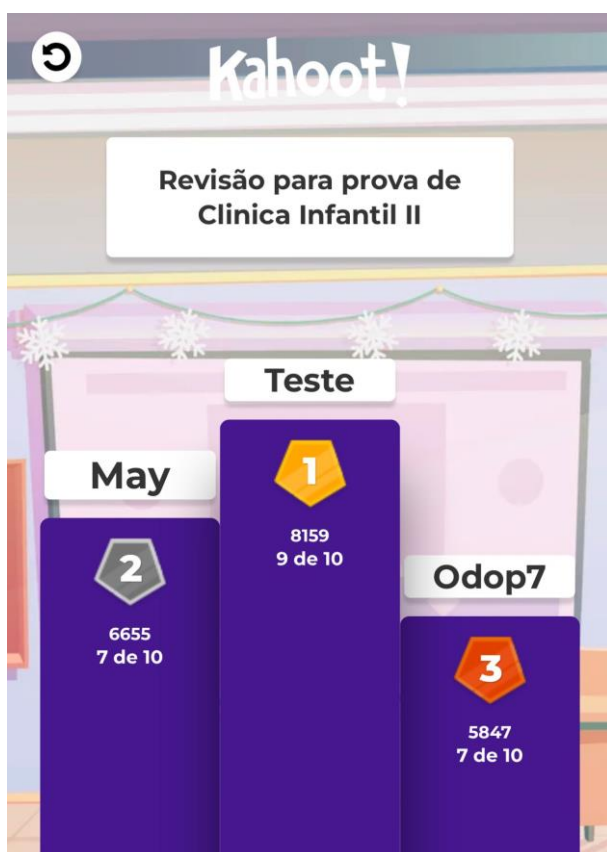 Kahoot!
Revisão para prova de
Clinica Infantil II
Teste
1
8159
9 de 10
May
2
6655
7 de 10
Odop7
3
5847
7 de 10